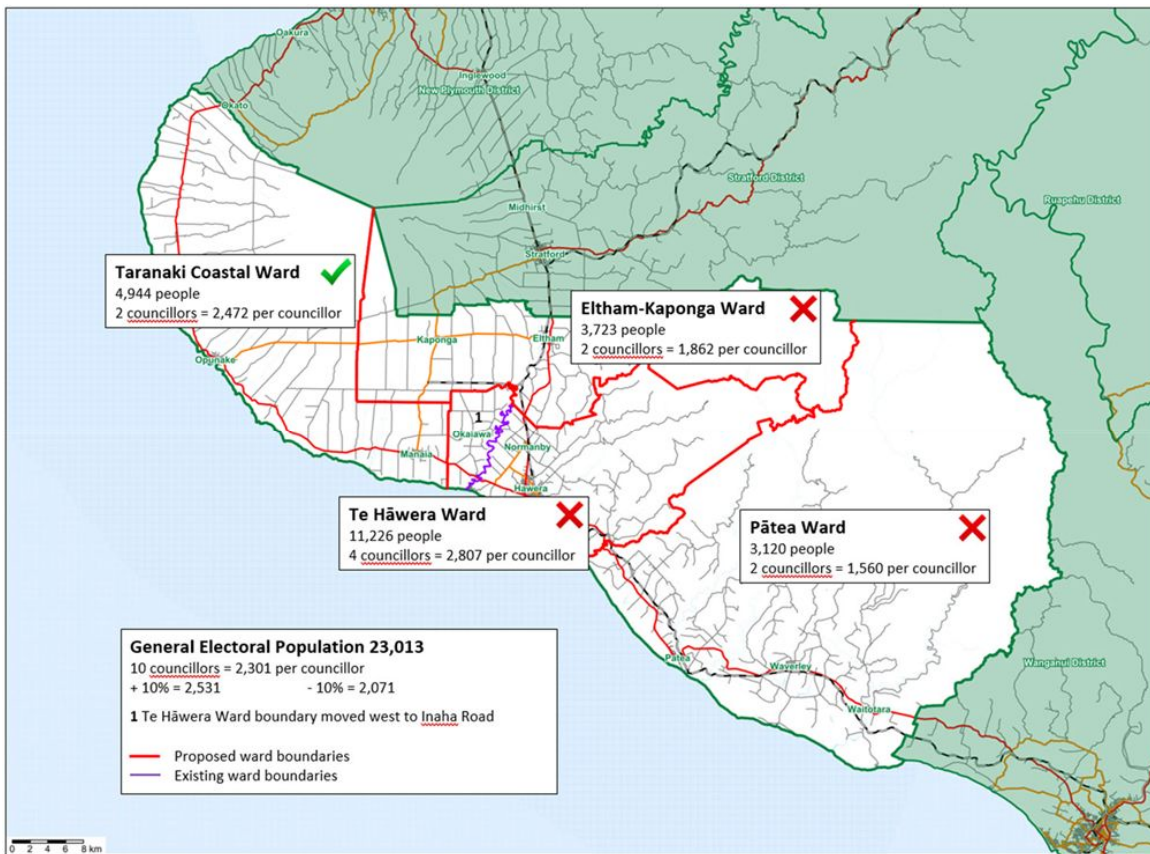 Oakura
Inglewood
New Plymouth District
Okato
Stratford District
Ruapehu District
Midhirst
Stratford
Taranaki Coastal Ward
4,944 people
2 councillors = 2,472 per councillor
Eltham-Kaponga Ward
3,723 people
2 councillors = 1,862 per councillor
Kaponga
Eltham
Opunake
1
Okaiawa
Normanby
Manaia
Hāwera
Te Hāwera Ward
11,226 people
4 councillors = 2,807 per councillor
Pātea Ward
3,120 people
2 councillors = 1,560 per councillor
General Electoral Population 23,013
10 councillors = 2,301 per councillor
+ 10% = 2,531 - 10% = 2,071
1 Te Hāwera Ward boundary moved west to Inaha Road
Proposed ward boundaries
Existing ward boundaries
Pātea
Waverley
Wanganui District
Waitotara
0 2 4 6 8 km